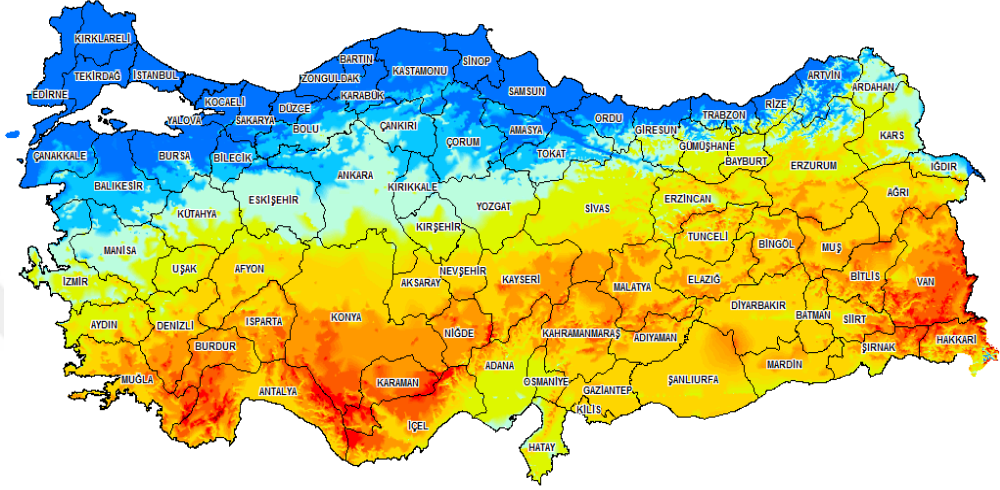 KIRKLARELİ
TEKİRDAĞ
İSTANBUL
EDİRNE
BARTIN
ZONGULDAK
KASTAMONU
SİNOP
KARABÜK
SAMSUN
KOCAELİ
DÜZCE
YALOVA
SAKARYA
BOLU
ÇANKIRI
ÇORUM
AMASYA
ORDU
GİRESUN
TRABZON
RİZE
ARTVİN
ARDAHAN
KARS
GÜMÜŞHANE
BAYBURT
ERZURUM
IĞDIR
ÇANAKKALE
BURSA
BİLECİK
TOKAT
ANKARA
KIRIKKALE
BALIKEŞİR
KÜTAHYA
ESKİŞEHİR
YOZGAT
SİVAS
ERZİNCAN
AĞRI
KIRŞEHİR
TUNCELİ
BİNGÖL
MUŞ
MANİSA
UŞAK
AFYON
İZMİR
AKSARAY
NEVŞEHİR
KAYSERİ
MALATYA
ELAZIĞ
BİTLİS
VAN
DİYARBAKIR
BATMAN
SİİRT
AYDIN
DENİZLİ
ISPARTA
KONYA
NİĞDE
KAHRAMANMARAŞ
ADIYAMAN
ŞIRNAK
HAKKARİ
BURDUR
MUĞLA
ANTALYA
KARAMAN
ADANA
OSMANİYE
GAZİANTEP
ŞANLIURFA
MARDİN
KİLİS
İÇEL
HATAY